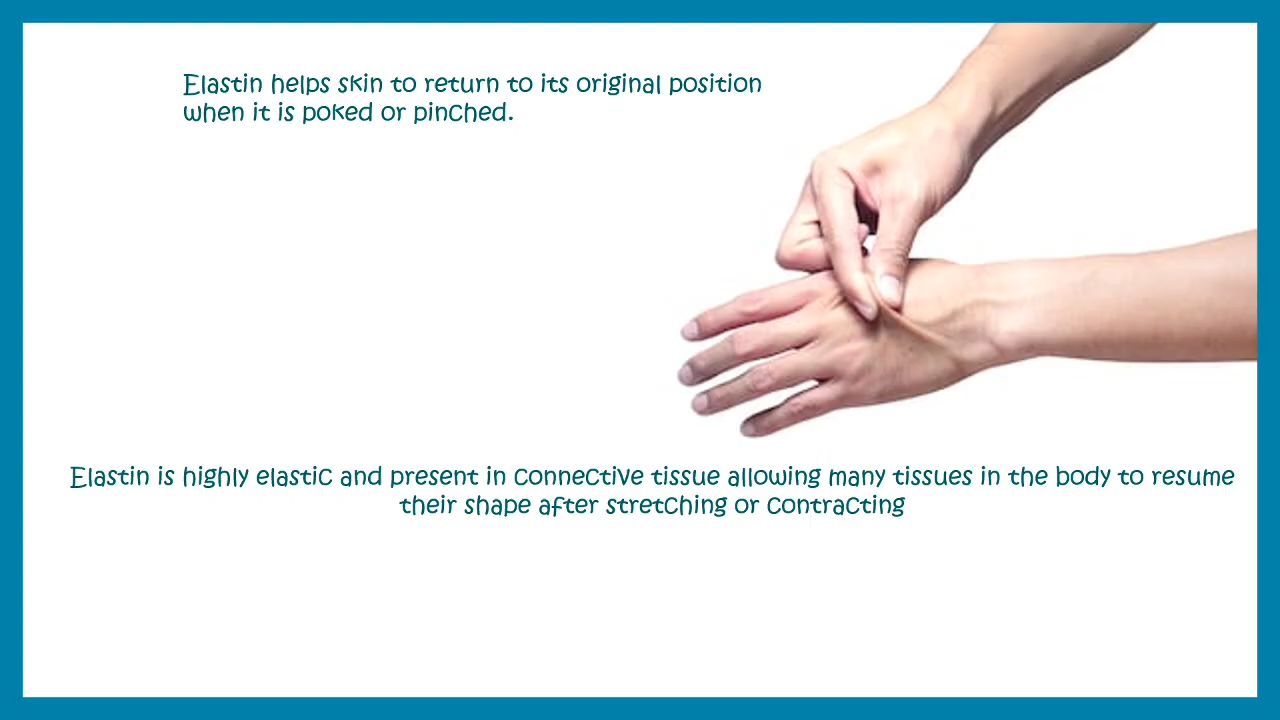 Elastin helps skin to return to its original position
when it is poked or pinched.
Elastin is highly elastic and present in connective tissue allowing many tissues in the body to resume
their shape after stretching or contracting